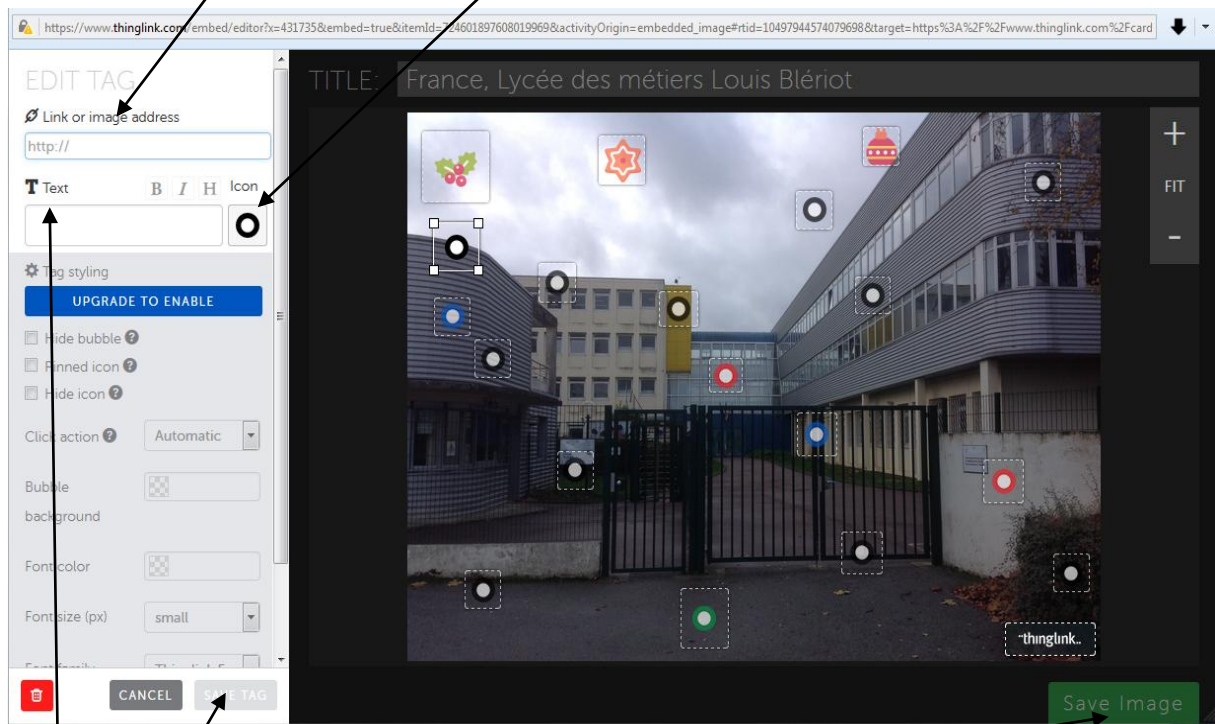 https://www.thinglink.com/embed/editor?x=431735&embed=true&itemId=724601897608019969&activityOrigin=embedded_image#rtid=10497944574079698&target=https%3A%2F%2Fwww.thinglink.com%2Fcard
EDIT TAG
TITLE: France, Lycée des métiers Louis Blériot
Link or image address
http://
T Text B I H Icon
Tag styling
UPGRADE TO ENABLE
Hide bubble ?
Pinned icon ?
Hide icon ?
Click action ? Automatic
Bubble
background
Font color
Font size (px) small
CANCEL SAVE TAG
+
FIT
-
thinglink..
Save Image